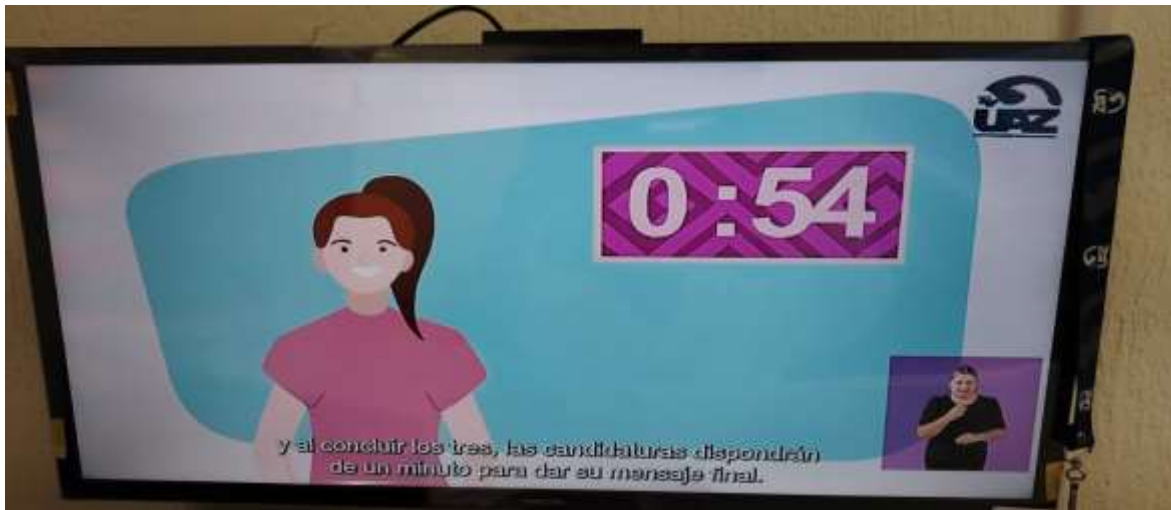 UAZ
0:54
y al concluir los tres, las candidaturas dispondrán
de un minuto para dar su mensaje final.